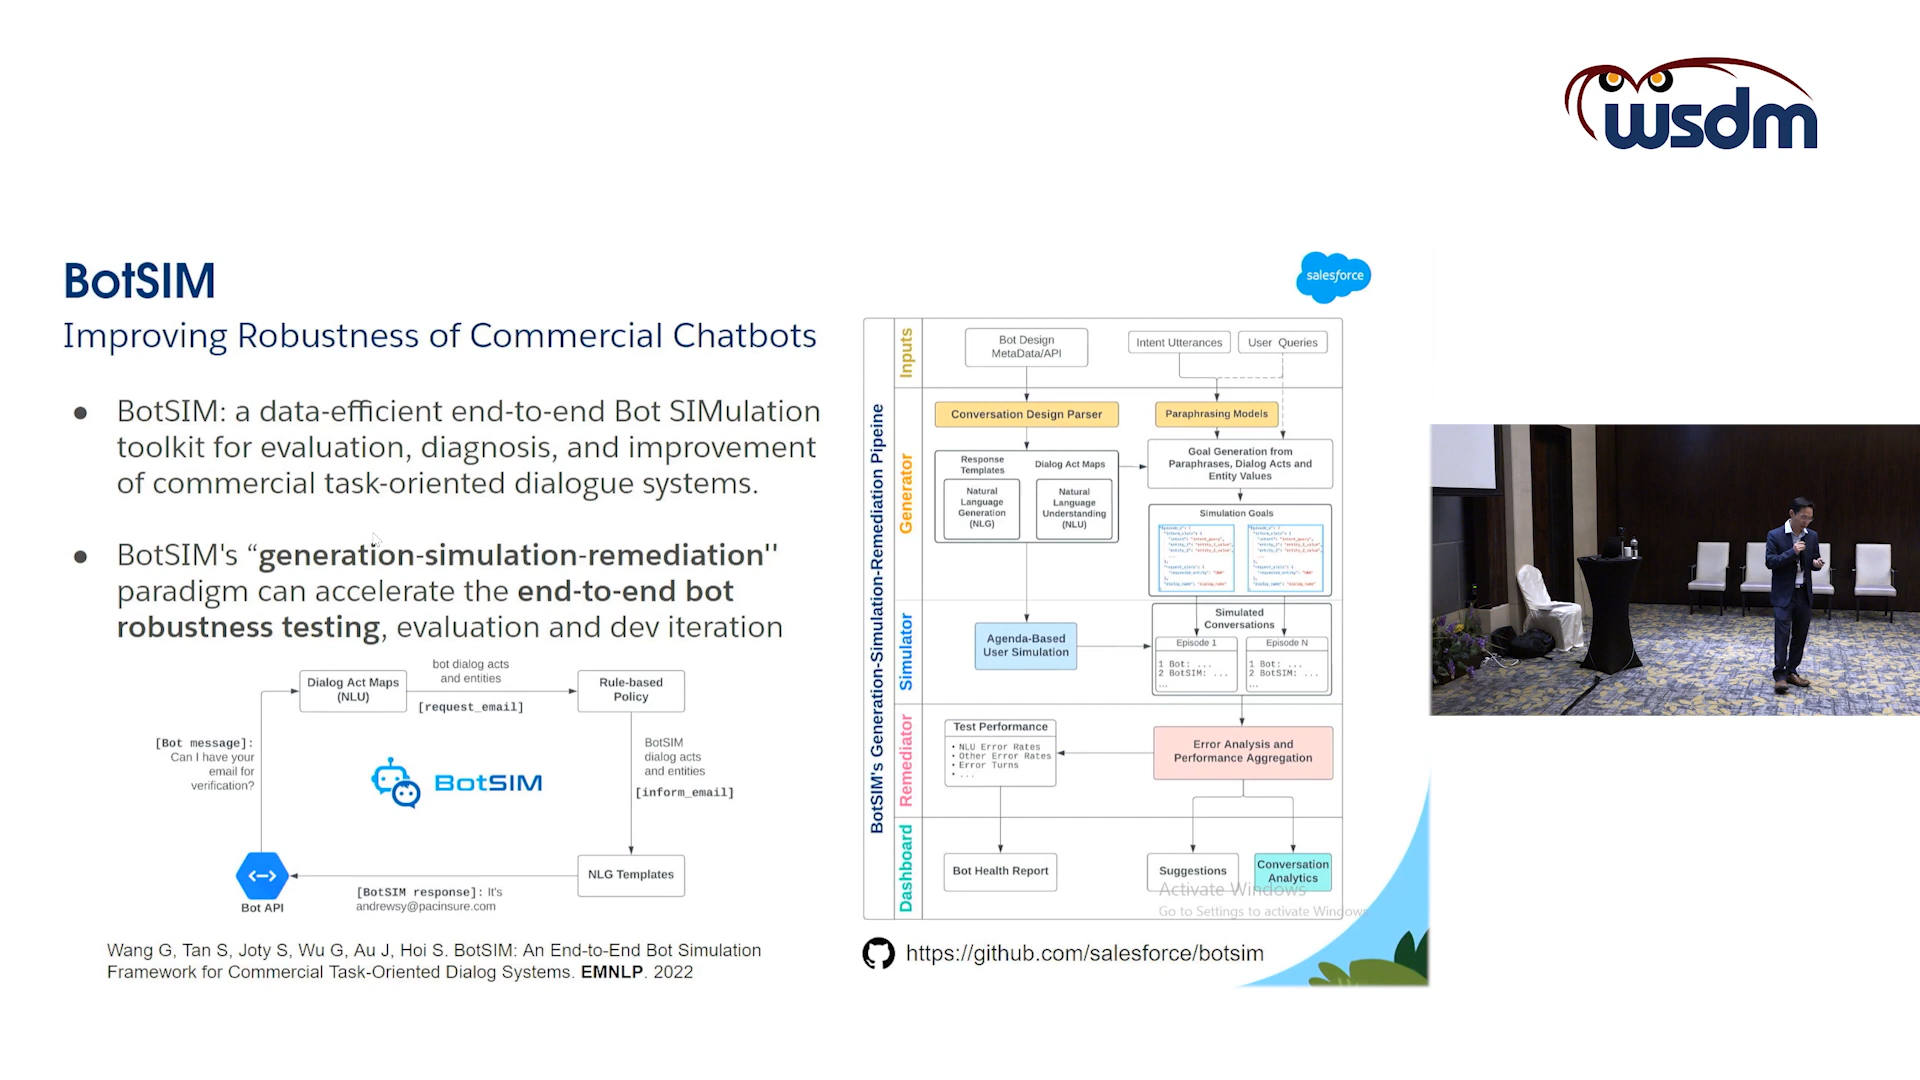 wsdm
BotSIM
salesforce
Improving Robustness of Commercial Chatbots
● BotSIM: a data-efficient end-to-end Bot SIMulation
toolkit for evaluation, diagnosis, and improvement
of commercial task-oriented dialogue systems.
● BotSIM's “generation-simulation-remediation''
paradigm can accelerate the end-to-end bot
robustness testing, evaluation and dev iteration
Dialog Act Maps
(NLU)
bot dialog acts
and entities
[request_email]
Rule-based
Policy
[Bot message]:
Can I have your
email for
verification?
BotSIM
BotSIM
dialog acts
and entities
[inform_email]
NLG Templates
[BotSIM response]: It's
andrewsy@pacinsure.com
Bot API
Wang G, Tan S, Joty S, Wu G, Au J, Hoi S. BotSIM: An End-to-End Bot Simulation
Framework for Commercial Task-Oriented Dialog Systems. EMNLP. 2022
BotSIM's Generation-Simulation-Remediation Pipeine
Inputs
Bot Design
MetaData/API
Intent Utterances
User Queries
Generator
Conversation Design Parser
Paraphrasing Models
Response
Templates
Dialog Act Maps
Natural
Language
Generation
(NLG)
Natural
Language
Understanding
(NLU)
Goal Generation from
Paraphrases, Dialog Acts and
Entity Values
Simulation Goals
Simulator
Agenda-Based
User Simulation
Simulated
Conversations
Episode 1
1 Bot: ...
2 BotSIM: ...
...
Episode N
1 Bot: ...
2 BotSIM: ...
...
Remediator
Test Performance
• NLU Error Rates
• Other Error Rates
• Error Turns
• ...
Error Analysis and
Performance Aggregation
Dashboard
Bot Health Report
Suggestions
Conversation
Analytics
Activate Windows
Go to Settings to activate Windows
https://github.com/salesforce/botsim